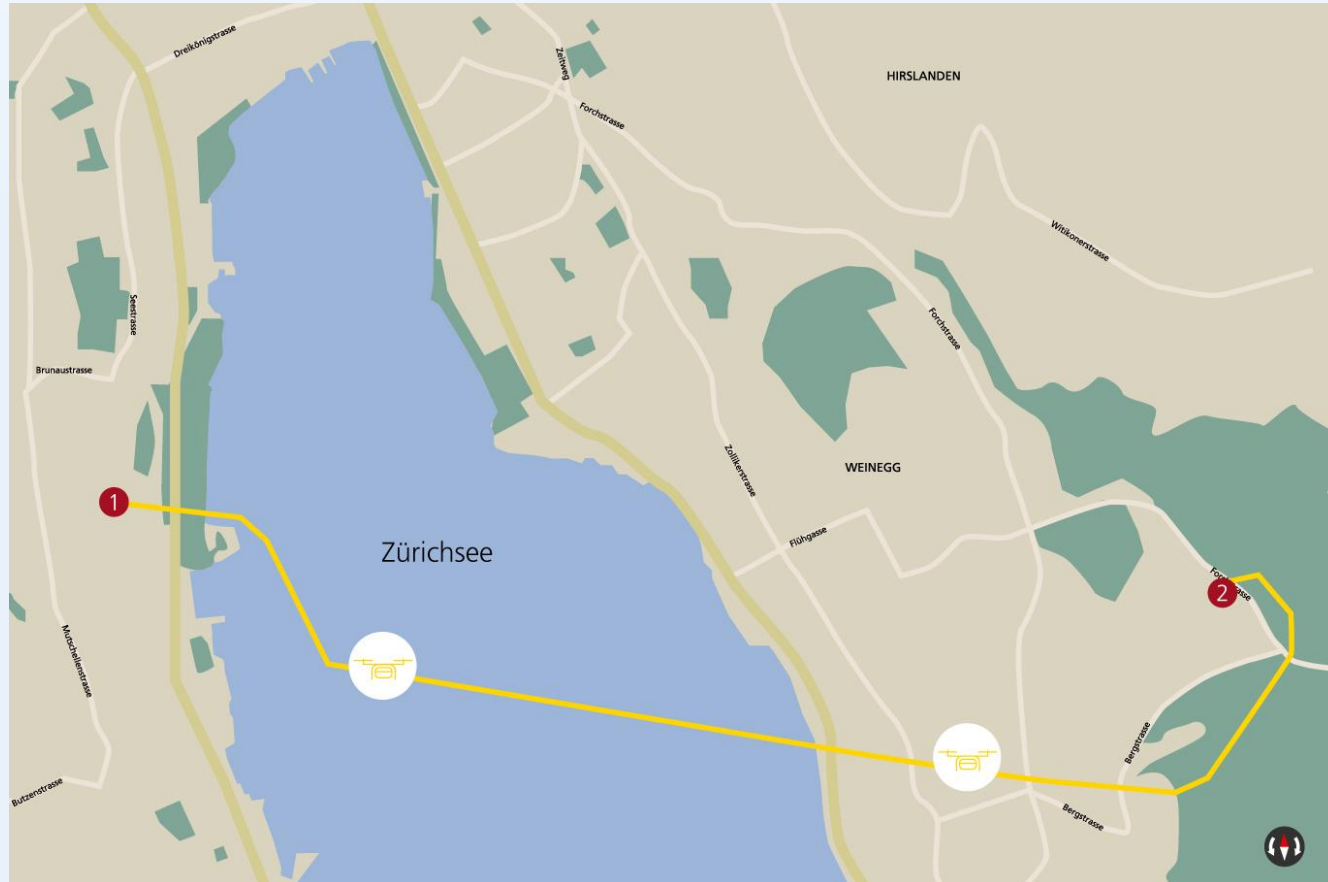 Dreikönigstrasse
Zeltweg
HIRSLANDEN
Forchstrasse
Witikonerstrasse
Seestrasse
Forchstrasse
Brunaustrasse
Zollikerstrasse
WEINEGG
1
Flühgasse
Zürichsee
2
Mutschellenstrasse
Bergstrasse
Butzenstrasse
Bergstrasse